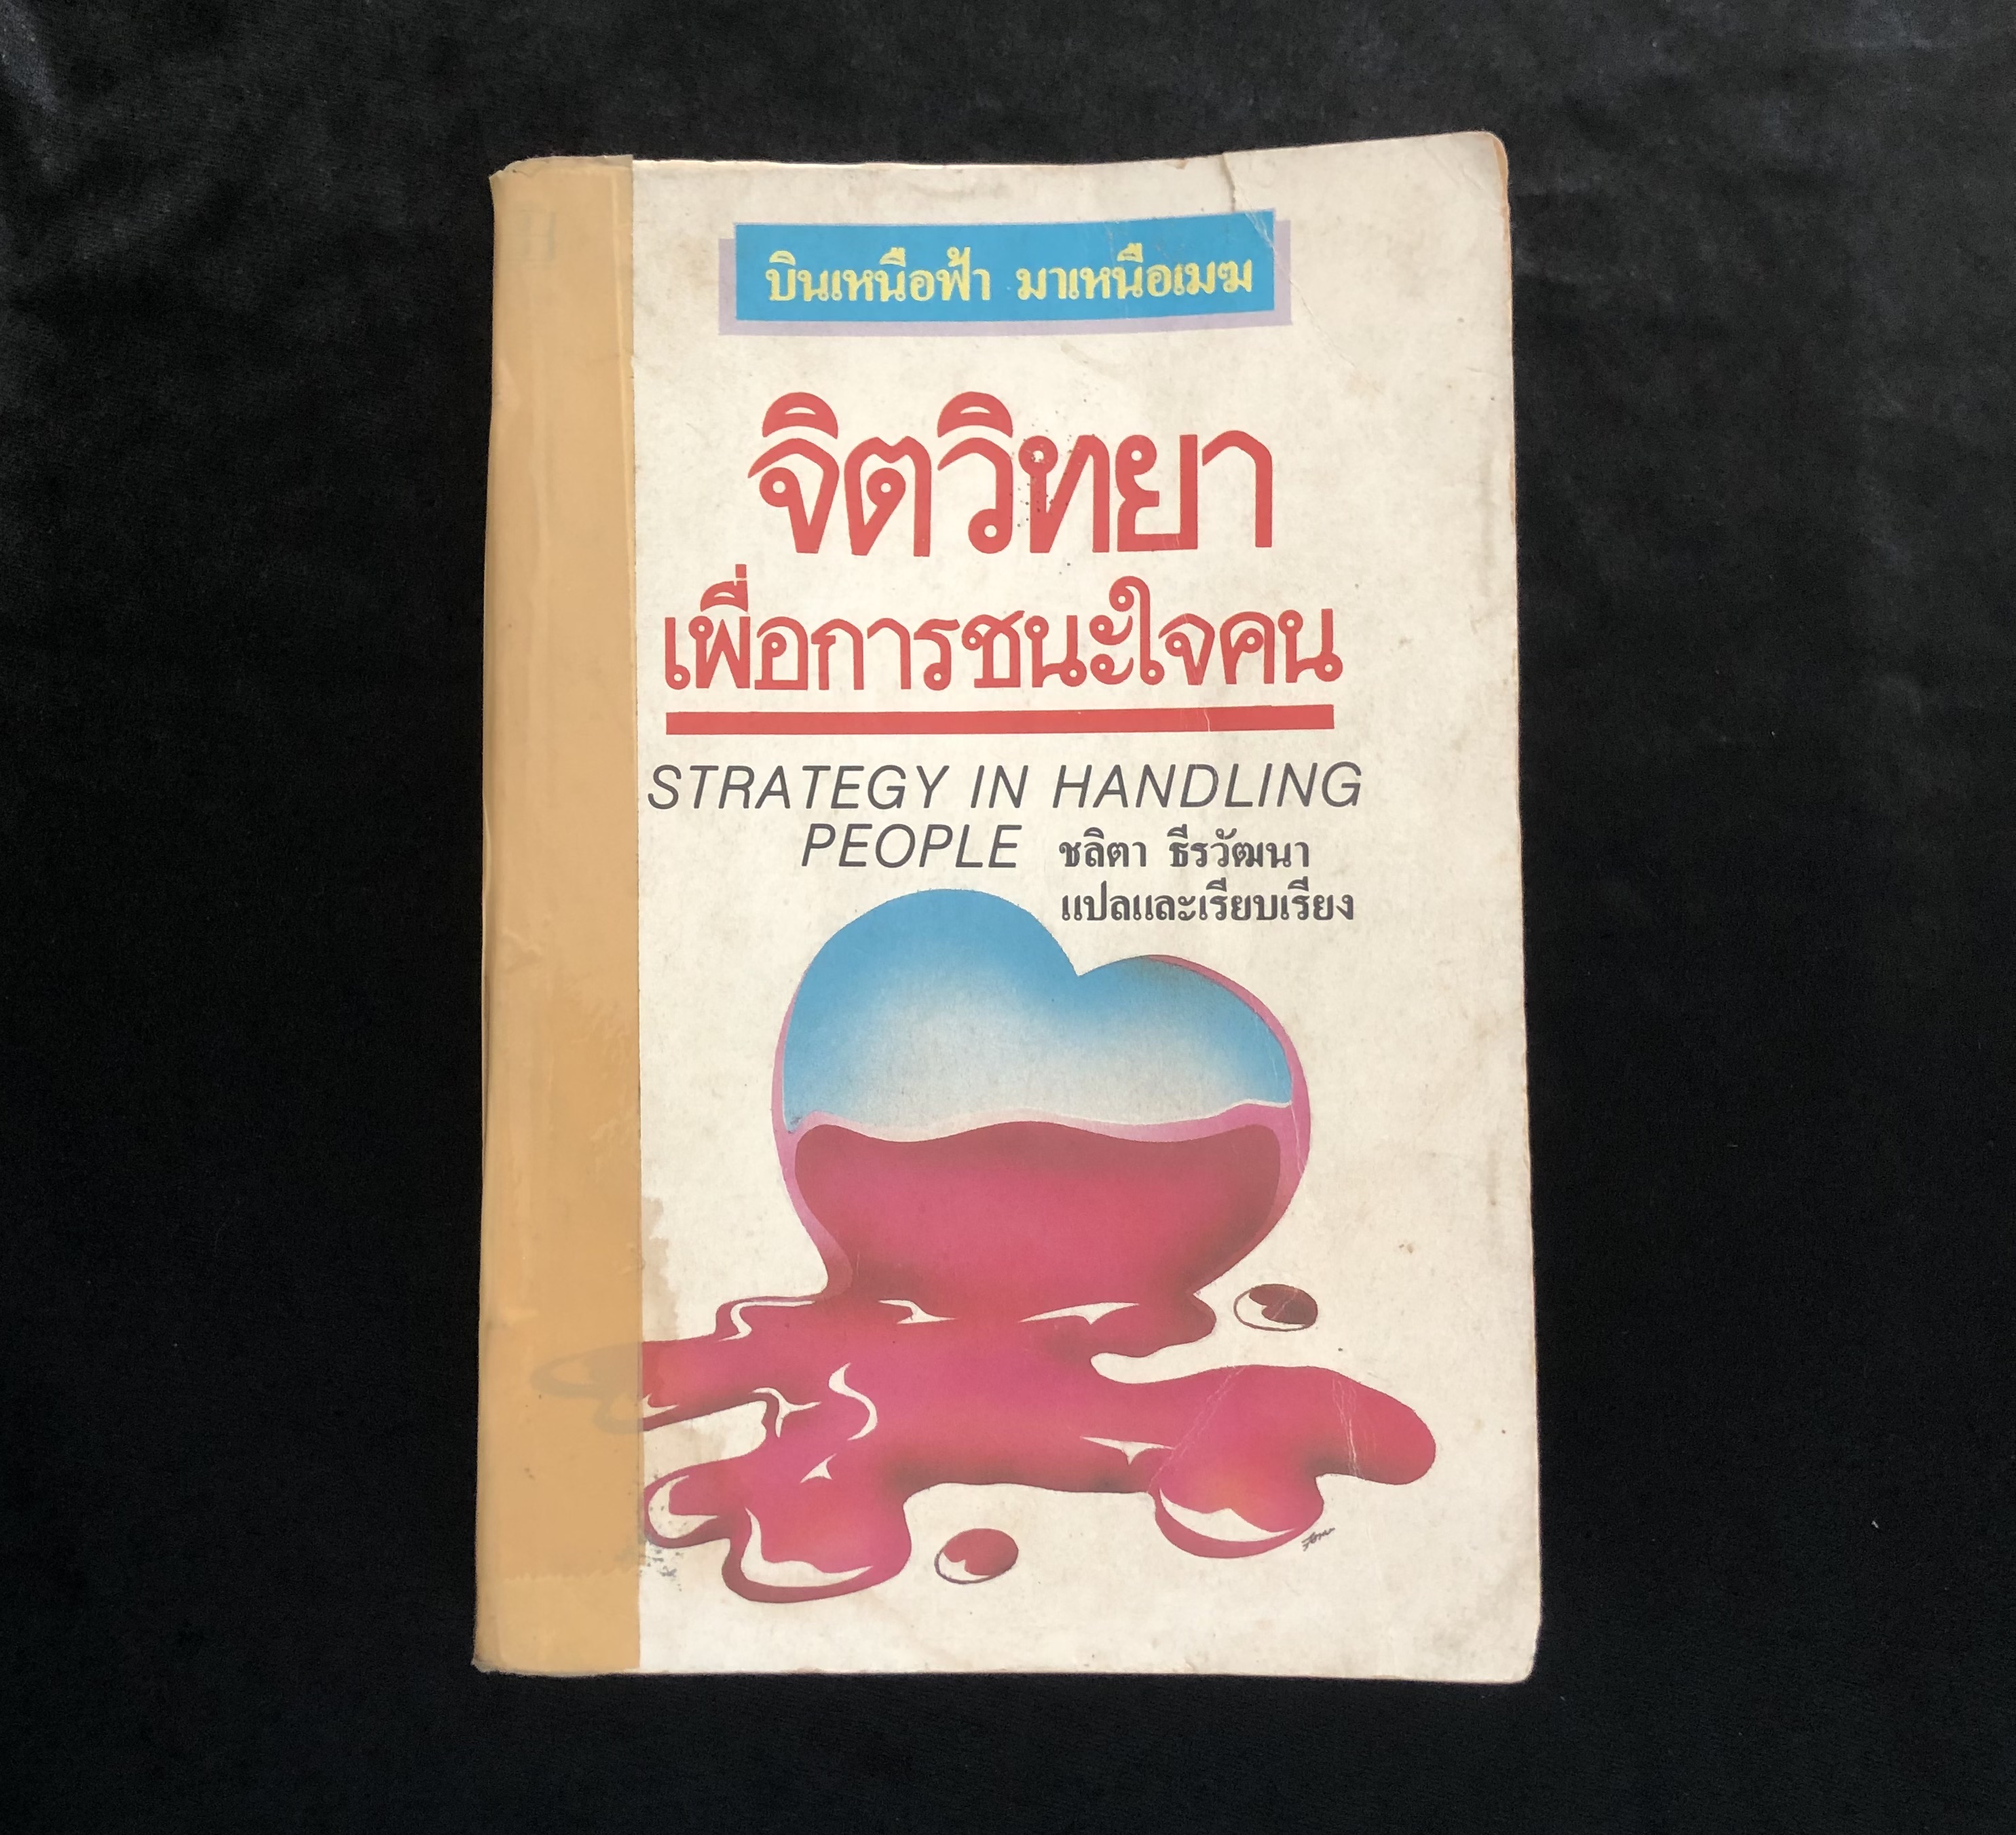 บินเหนือฟ้า มาเหนือเมฆ
จิตวิทยา
เพื่อการชนะใจคน
STRATEGY IN HANDLING
PEOPLE ชลิตา ธีรวัฒนา
แปลและเรียบเรียง